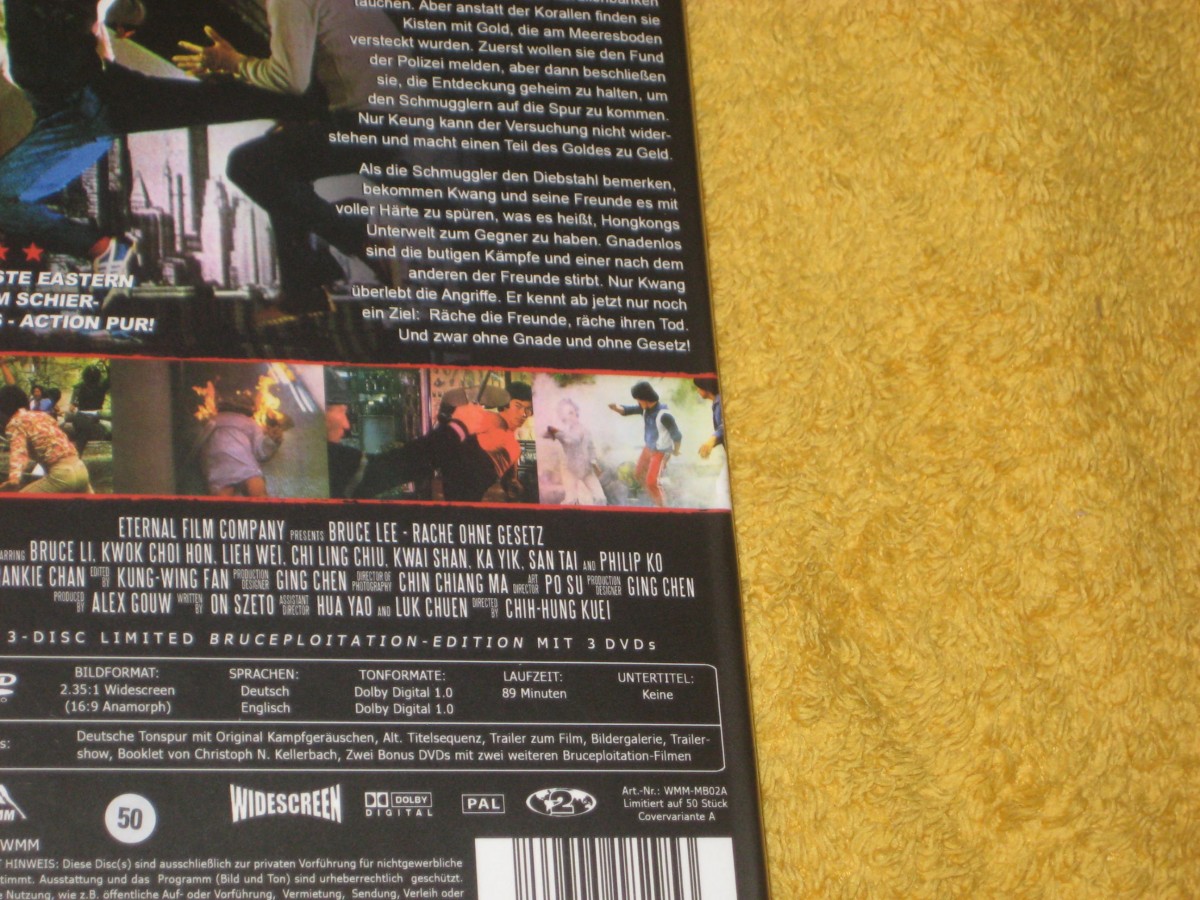 tauchen. Aber anstatt der Korallen finden sie
Kisten mit Gold, die am Meeresboden
versteckt wurden. Zuerst wollen sie den Fund
der Polizei melden, aber dann beschließen
sie, die Entdeckung geheim zu halten, um
den Schmugglern auf die Spur zu kommen.
Nur Keung kann der Versuchung nicht wider-
stehen und macht einen Teil des Goldes zu Geld.
Als die Schmuggler den Diebstahl bemerken,
bekommen Kwang und seine Freunde es mit
voller Härte zu spüren, was es heißt, Hongkongs
Unterwelt zum Gegner zu haben. Gnadenlos
sind die butigen Kämpfe und einer nach dem
anderen der Freunde stirbt. Nur Kwang
überlebt die Angriffe. Er kennt ab jetzt nur noch
ein Ziel: Räche die Freunde, räche ihren Tod.
Und zwar ohne Gnade und ohne Gesetz!
STE EASTERN
M SCHIER-
S - ACTION PUR!
ETERNAL FILM COMPANY PRESENTS BRUCE LEE - RACHE OHNE GESETZ
ARRING BRUCE LI, KWOK CHOI HON, LIEH WEI, CHI LING CHIU, KWAI SHAN, KA YIK, SAN TAI AND PHILIP KO
ANKIE CHAN EDITED BY KUNG-WING FAN PRODUCTION DESIGNER GING CHEN DIRECTOR OF PHOTOGRAPHY CHIN CHIANG MA ART DIRECTOR PO SU PRODUCTION DESIGNER GING CHEN
PRODUCED BY ALEX GOUW WRITTEN BY ON SZETO ASSISTANT DIRECTOR HUA YAO AND LUK CHUEN DIRECTED BY CHIH-HUNG KUEI
3-DISC LIMITED BRUCEPLOITATION-EDITION MIT 3 DVDs
BILDFORMAT: SPRACHEN: TONFORMATE: LAUFZEIT: UNTERTITEL:
2.35:1 Widescreen Deutsch Dolby Digital 1.0 89 Minuten Keine
(16:9 Anamorph) Englisch Dolby Digital 1.0
s: Deutsche Tonspur mit Original Kampfgeräuschen, Alt. Titelsequenz, Trailer zum Film, Bildergalerie, Trailer-
show, Booklet von Christoph N. Kellerbach, Zwei Bonus DVDs mit zwei weiteren Bruceploitation-Filmen
50 WIDESCREEN DOLBY DIGITAL PAL 2
Art.-Nr.: WMM-MB02A
Limitiert auf 50 Stück
Covervariante A
WMM
HINWEIS: Diese Disc(s) sind ausschließlich zur privaten Vorführung für nichtgewerbliche
timmt. Ausstattung und das Programm (Bild und Ton) sind urheberrechtlich geschützt.
e Nutzung, wie z.B. öffentliche Auf- oder Vorführung, Vermietung, Sendung, Verleih oder